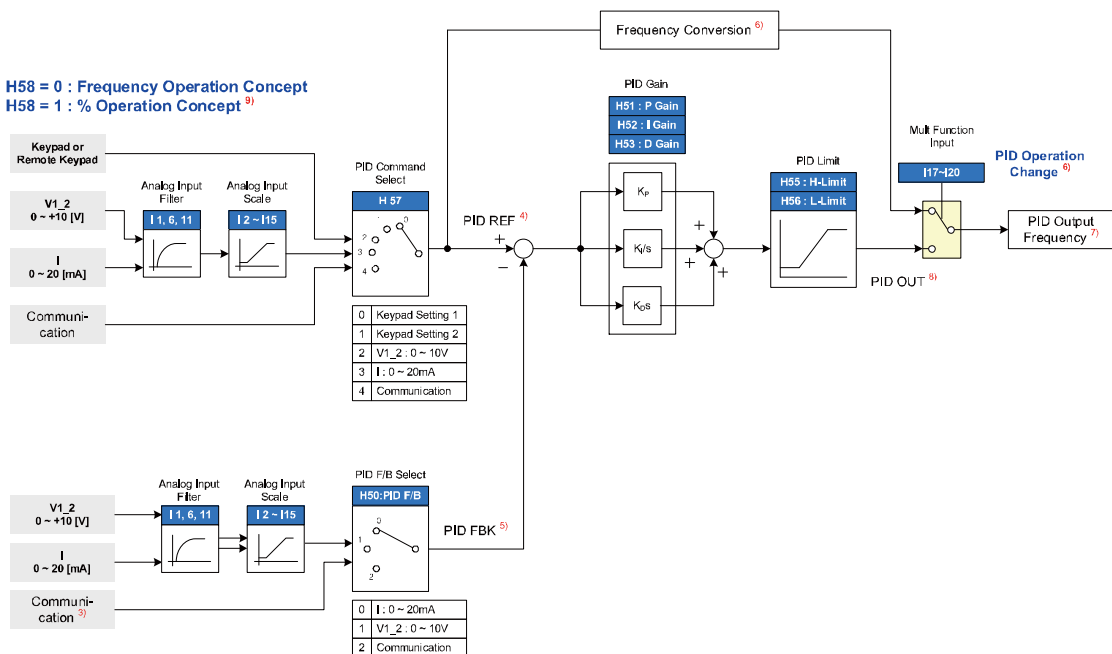 Frequency Conversion 6)
H58 = 0 : Frequency Operation Concept
H58 = 1 : % Operation Concept 9)
PID Gain
H51 : P Gain
H52 : I Gain
H53 : D Gain
Mult Function
Input
I17~I20
PID Operation
Change 6)
Keypad or
Remote Keypad
V1_2
0 ~ +10 [V]
I
0 ~ 20 [mA]
Communi-
cation
Analog Input
Filter
I 1, 6, 11
Analog Input
Scale
I 2 ~ I15
PID Command
Select
H 57
1
0
2
3
4
PID REF 4)
+
−
KP
KI/s
KDs
+
+
+
PID Limit
H55 : H-Limit
H56 : L-Limit
PID OUT 8)
PID Output
Frequency 7)
0 Keypad Setting 1
1 Keypad Setting 2
2 V1_2 : 0 ~ 10V
3 I : 0 ~ 20mA
4 Communication
V1_2
0 ~ +10 [V]
I
0 ~ 20 [mA]
Communi-
cation 3)
Analog Input
Filter
I 1, 6, 11
Analog Input
Scale
I 2 ~ I15
PID F/B Select
H50:PID F/B
0
1
2
PID FBK 5)
0 I : 0 ~ 20mA
1 V1_2 : 0 ~ 10V
2 Communication